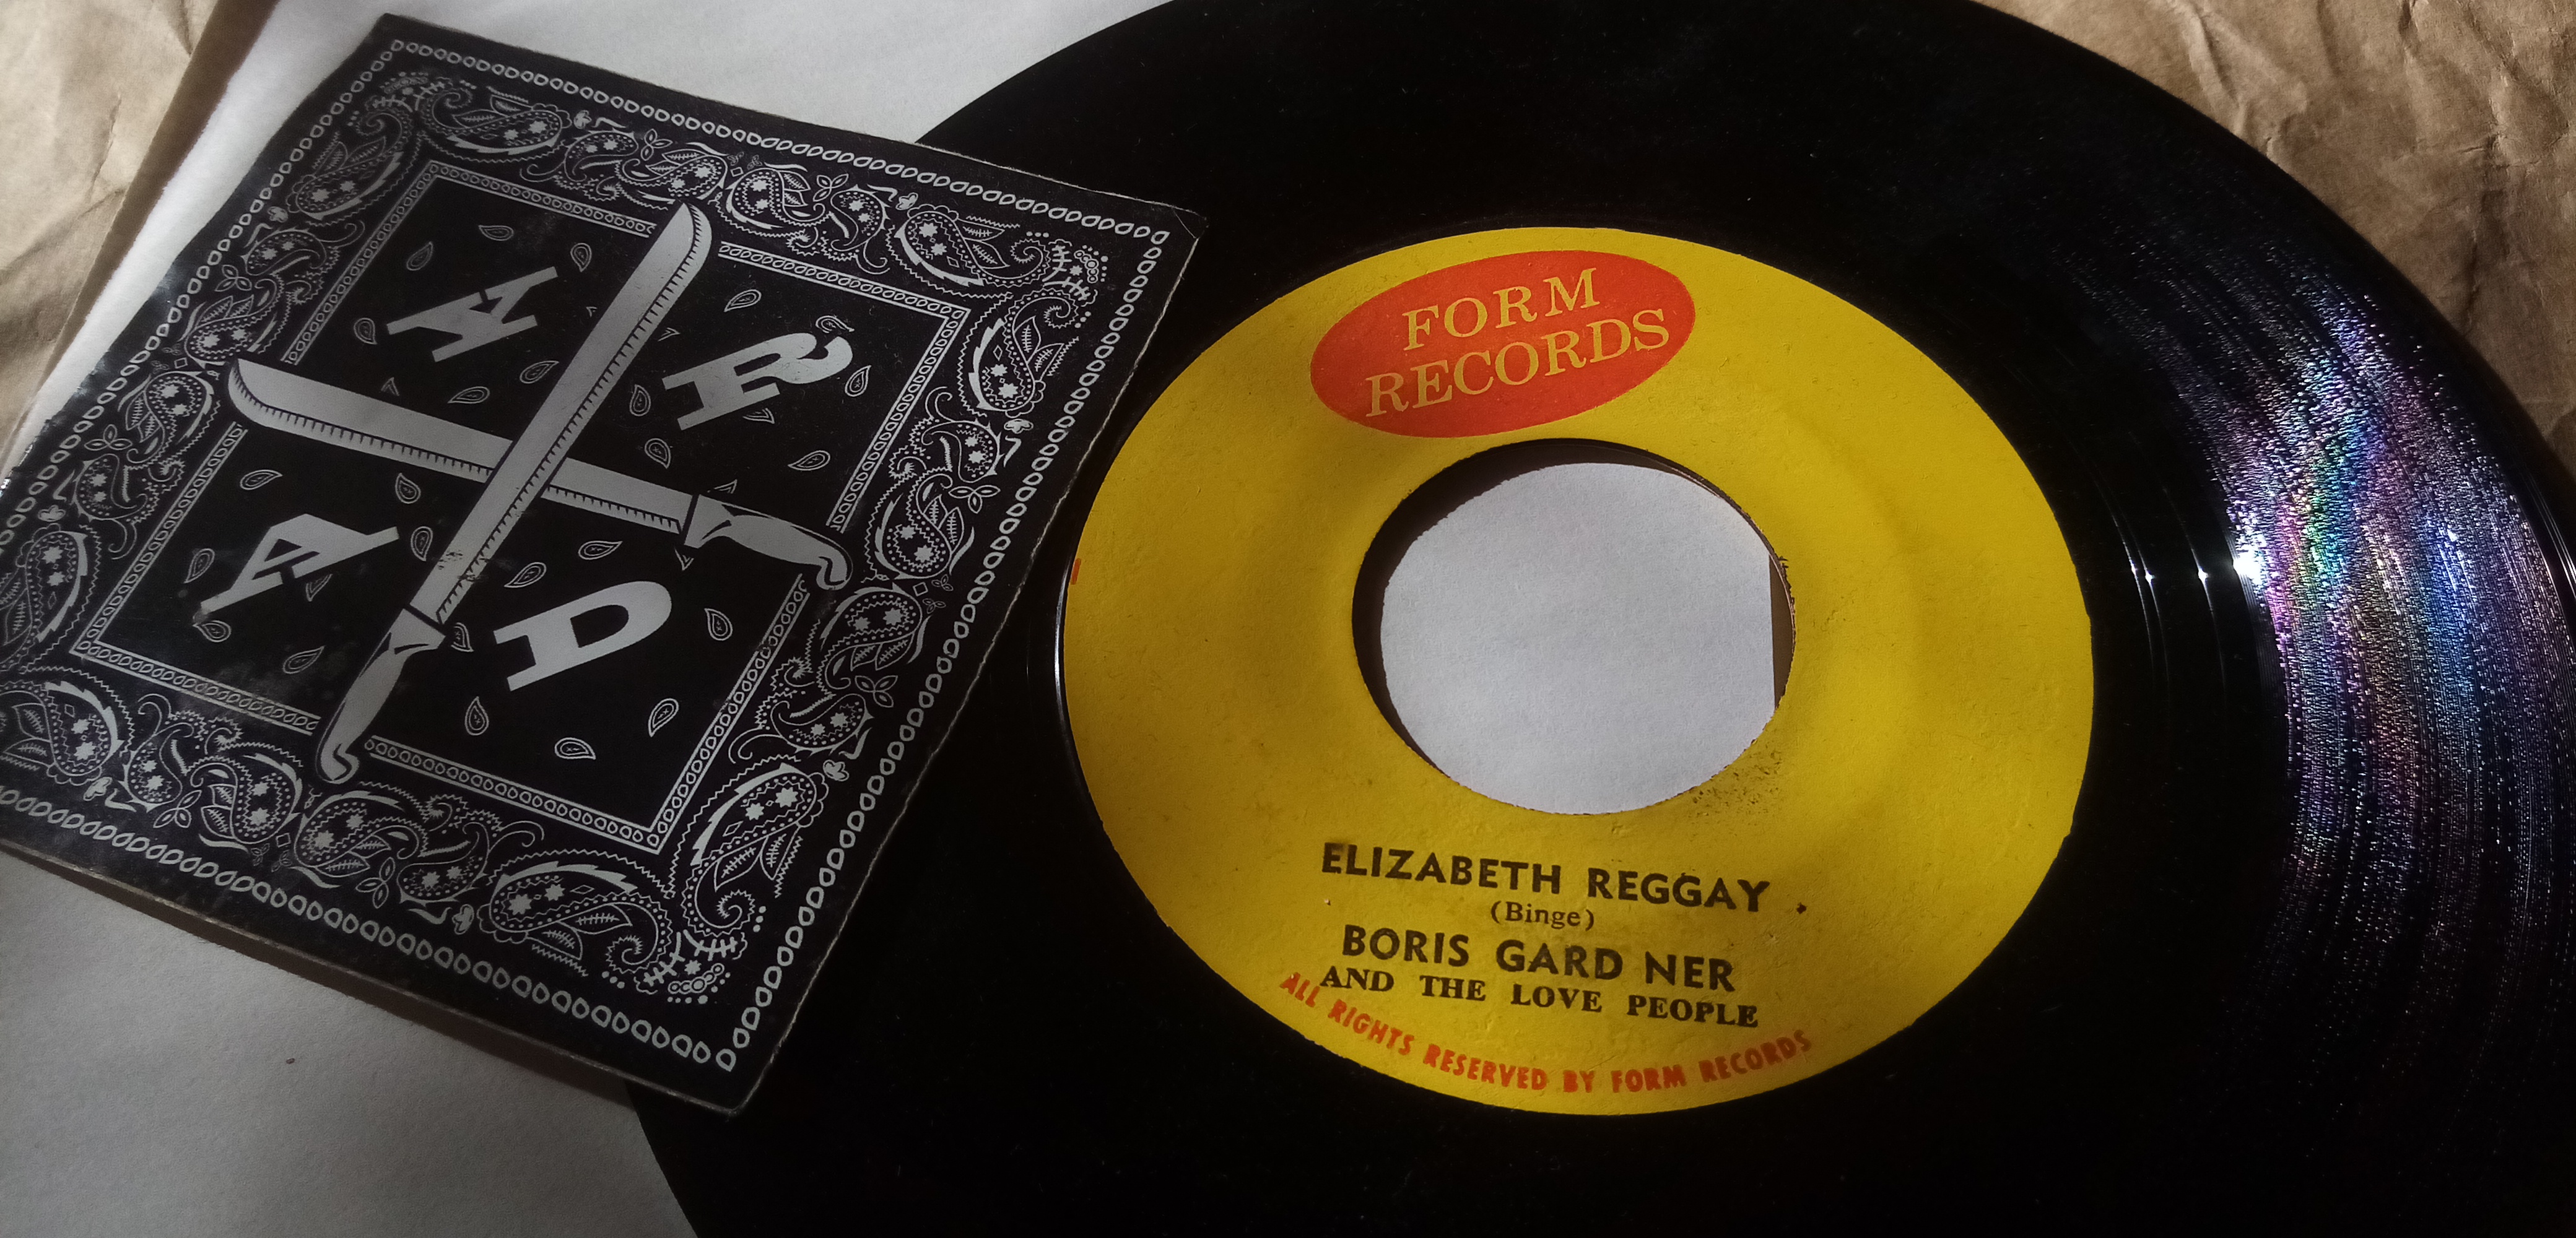 A R
A D
FORM
RECORDS
ELIZABETH REGGAY
(Binge)
BORIS GARD NER
AND THE LOVE PEOPLE
ALL RIGHTS RESERVED BY FORM RECORDS